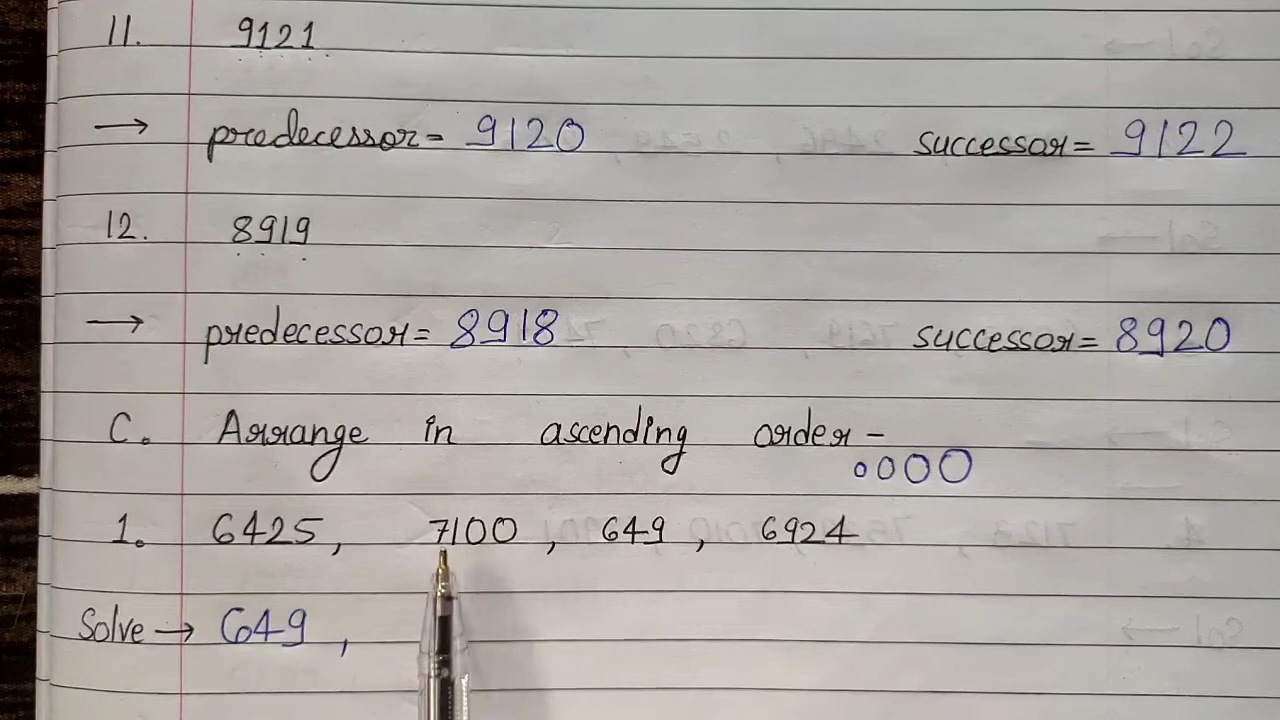 11. 9121
→ predecessor = 9120 successor = 9122
12. 8919
→ predecessor = 8918 successor = 8920
C. Arrange in ascending order -
1. 6425, 7100, 649, 6924
Solve → 649,